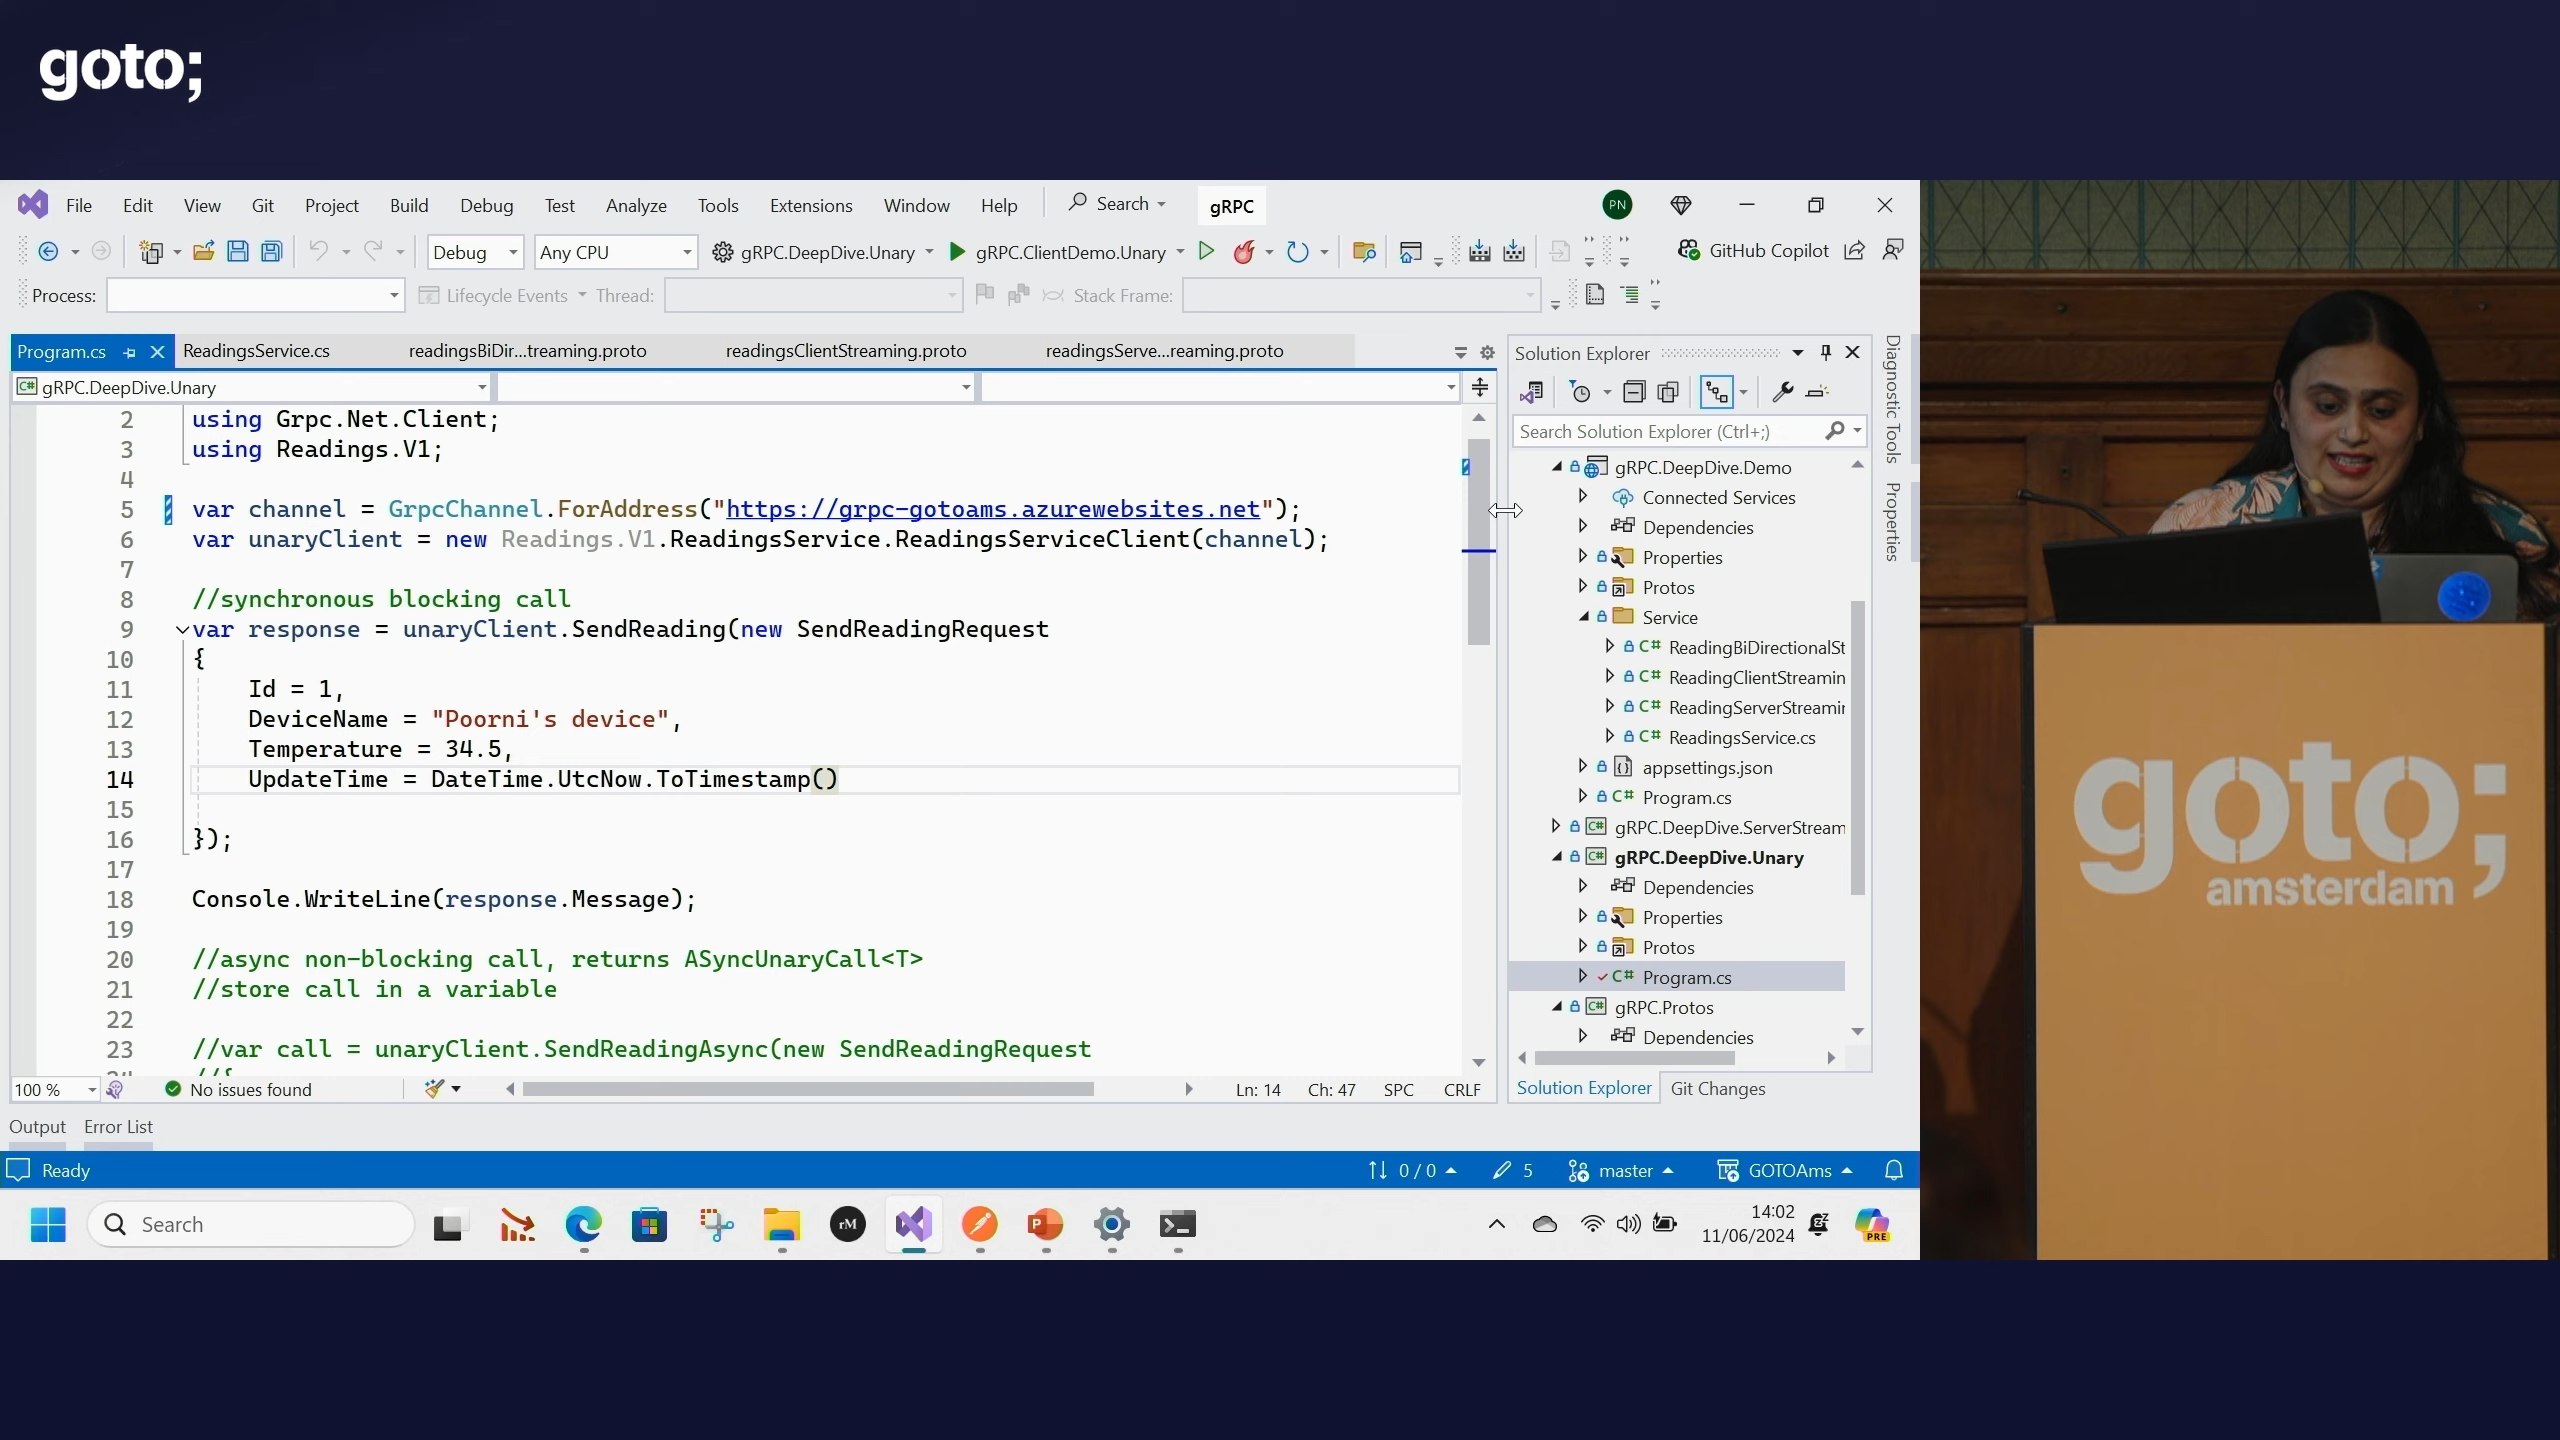 goto;
File Edit View Git Project Build Debug Test Analyze Tools Extensions Window Help Search gRPC PN
Debug Any CPU gRPC.DeepDive.Unary gRPC.ClientDemo.Unary GitHub Copilot
Process: Lifecycle Events Thread: Stack Frame:
Program.cs ReadingsService.cs readingsBiDir...treaming.proto readingsClientStreaming.proto readingsServe...reaming.proto
gRPC.DeepDive.Unary
2 using Grpc.Net.Client;
3 using Readings.V1;
4
5 var channel = GrpcChannel.ForAddress("https://grpc-gotoams.azurewebsites.net");
6 var unaryClient = new Readings.V1.ReadingsService.ReadingsServiceClient(channel);
7
8 //synchronous blocking call
9 var response = unaryClient.SendReading(new SendReadingRequest
10 {
11 Id = 1,
12 DeviceName = "Poorni's device",
13 Temperature = 34.5,
14 UpdateTime = DateTime.UtcNow.ToTimestamp()
15
16 });
17
18 Console.WriteLine(response.Message);
19
20 //async non-blocking call, returns ASyncUnaryCall<T>
21 //store call in a variable
22
23 //var call = unaryClient.SendReadingAsync(new SendReadingRequest
100 % No issues found Ln: 14 Ch: 47 SPC CRLF
Solution Explorer
Search Solution Explorer (Ctrl+;)
gRPC.DeepDive.Demo
Connected Services
Dependencies
Properties
Protos
Service
C# ReadingBiDirectionalSt
C# ReadingClientStreamin
C# ReadingServerStreamin
C# ReadingsService.cs
appsettings.json
C# Program.cs
C# gRPC.DeepDive.ServerStream
C# gRPC.DeepDive.Unary
Dependencies
Properties
Protos
C# Program.cs
C# gRPC.Protos
Dependencies
Solution Explorer Git Changes
Diagnostic Tools
Properties
Output Error List
Ready 0 / 0 5 master GOTOAms
Search rM P 14:02
11/06/2024
PRE
goto;
amsterdam